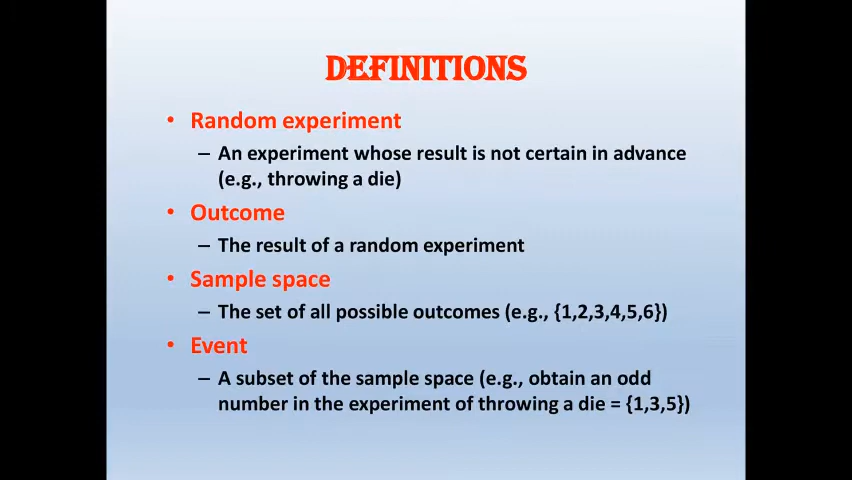 DEFINITIONS
• Random experiment
– An experiment whose result is not certain in advance
(e.g., throwing a die)
• Outcome
– The result of a random experiment
• Sample space
– The set of all possible outcomes (e.g., {1,2,3,4,5,6})
• Event
– A subset of the sample space (e.g., obtain an odd
number in the experiment of throwing a die = {1,3,5})